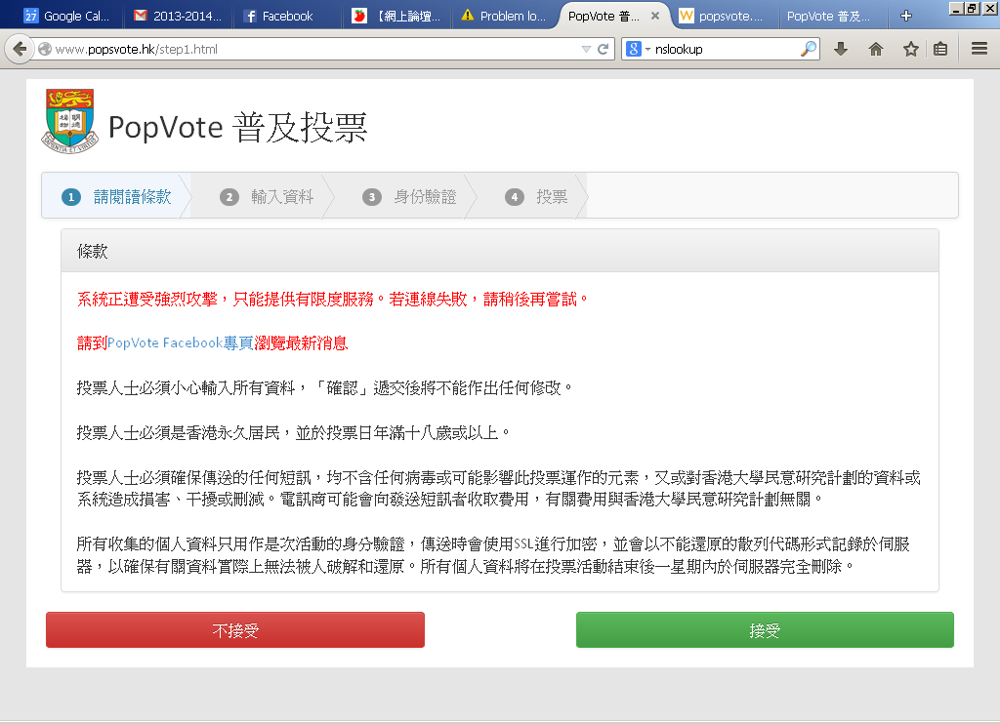 27 Google Cal...
2013-2014...
Facebook
【網上論壇...
Problem lo...
PopVote 普...
popsvote....
PopVote 普及...
www.popsvote.hk/step1.html
8 nslookup
PopVote 普及投票
1 請閱讀條款
2 輸入資料
3 身份驗證
4 投票
條款
系統正遭受強烈攻擊，只能提供有限度服務。若連線失敗，請稍後再嘗試。
請到PopVote Facebook專頁瀏覽最新消息
投票人士必須小心輸入所有資料，「確認」遞交後將不能作出任何修改。
投票人士必須是香港永久居民，並於投票日年滿十八歲或以上。
投票人士必須確保傳送的任何短訊，均不含任何病毒或可能影響此投票運作的元素，又或對香港大學民意研究計劃的資料或
系統造成損害、干擾或刪減。電訊商可能會向發送短訊者收取費用，有關費用與香港大學民意研究計劃無關。
所有收集的個人資料只用作是次活動的身分驗證，傳送時會使用SSL進行加密，並會以不能還原的散列代碼形式記錄於伺服
器，以確保有關資料實際上無法被人破解和還原。所有個人資料將在投票活動結束後一星期內於伺服器完全刪除。
不接受
接受